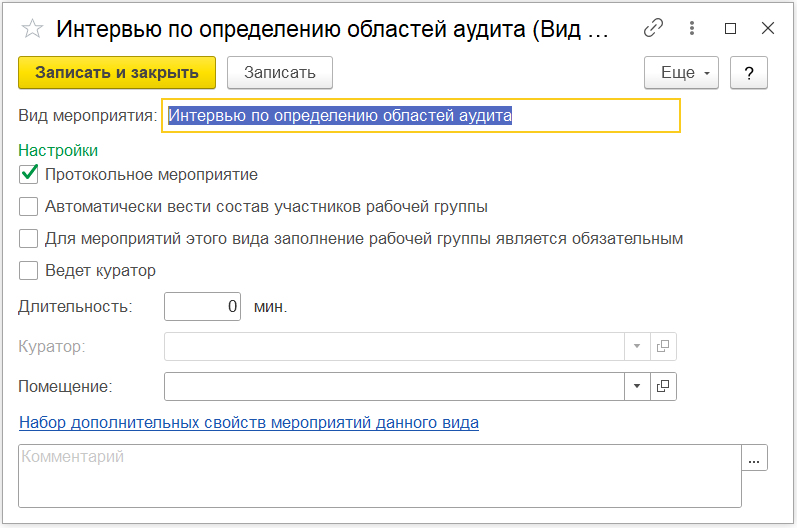 Интервью по определению областей аудита (Вид ...
Записать и закрыть Записать Еще ?
Вид мероприятия: Интервью по определению областей аудита
Настройки
Протокольное мероприятие
Автоматически вести состав участников рабочей группы
Для мероприятий этого вида заполнение рабочей группы является обязательным
Ведет куратор
Длительность: 0 мин.
Куратор:
Помещение:
Набор дополнительных свойств мероприятий данного вида
Комментарий ...